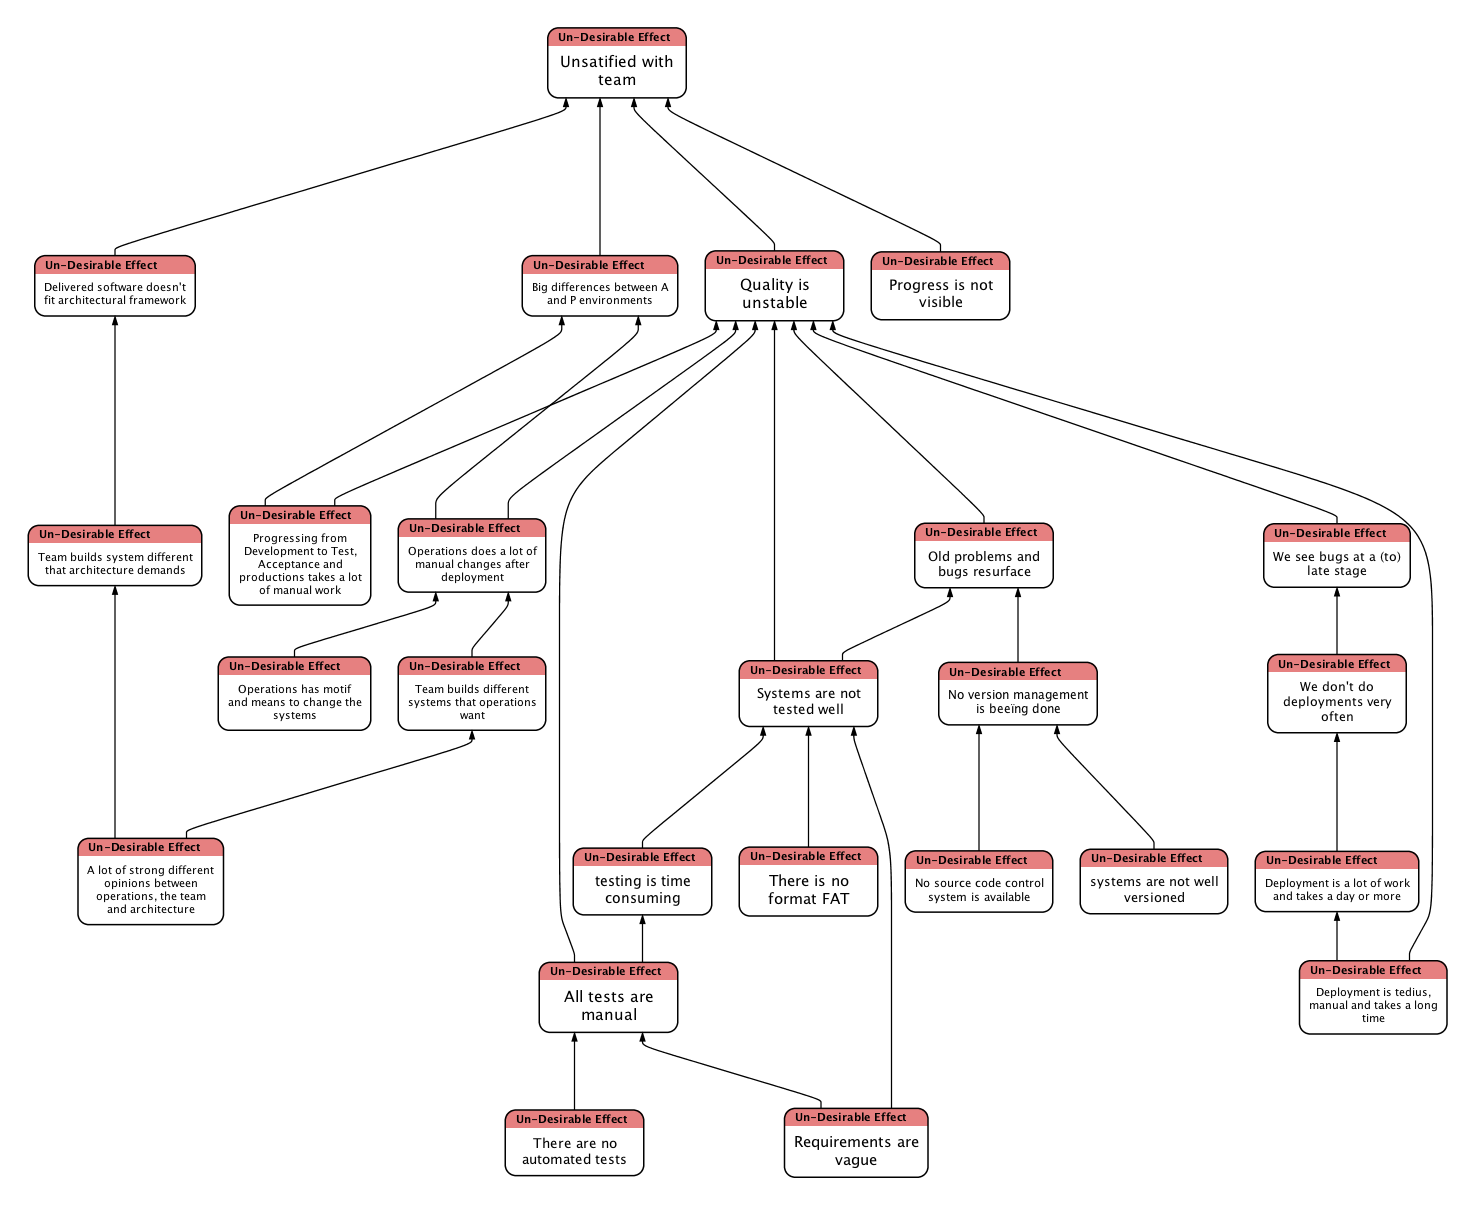 Un-Desirable Effect
Unsatified with
team
Un-Desirable Effect
Delivered software doesn't
fit architectural framework
Un-Desirable Effect
Big differences between A
and P environments
Un-Desirable Effect
Quality is
unstable
Un-Desirable Effect
Progress is not
visible
Un-Desirable Effect
Team builds system different
that architecture demands
Un-Desirable Effect
Progressing from
Development to Test,
Acceptance and
productions takes a lot
of manual work
Un-Desirable Effect
Operations does a lot of
manual changes after
deployment
Un-Desirable Effect
Old problems and
bugs resurface
Un-Desirable Effect
We see bugs at a (to)
late stage
Un-Desirable Effect
Operations has motif
and means to change the
systems
Un-Desirable Effect
Team builds different
systems that operations
want
Un-Desirable Effect
Systems are not
tested well
Un-Desirable Effect
No version management
is beeïng done
Un-Desirable Effect
We don't do
deployments very
often
Un-Desirable Effect
A lot of strong different
opinions between
operations, the team
and architecture
Un-Desirable Effect
testing is time
consuming
Un-Desirable Effect
There is no
format FAT
Un-Desirable Effect
No source code control
system is available
Un-Desirable Effect
systems are not well
versioned
Un-Desirable Effect
Deployment is a lot of work
and takes a day or more
Un-Desirable Effect
All tests are
manual
Un-Desirable Effect
Deployment is tedius,
manual and takes a long
time
Un-Desirable Effect
There are no
automated tests
Un-Desirable Effect
Requirements are
vague